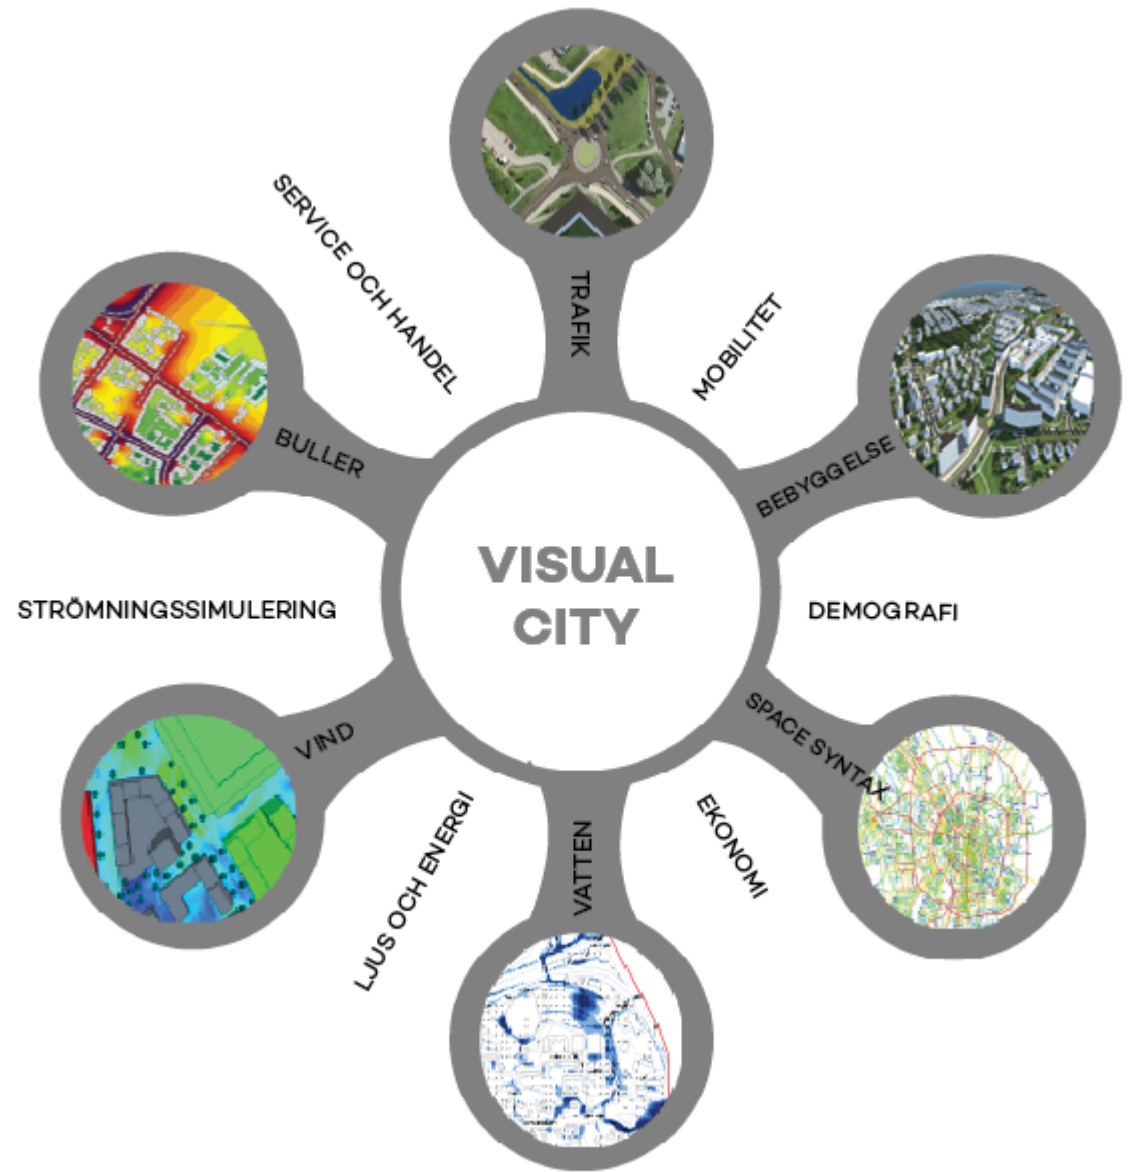 SERVICE OCH HANDEL
TRAFIK
MOBILITET
BULLER
BEBYGGELSE
VISUAL
CITY
STRÖMNINGSSIMULERING
DEMOGRAFI
VIND
SPACE SYNTAX
LJUS OCH ENERGI
VATTEN
EKONOMI